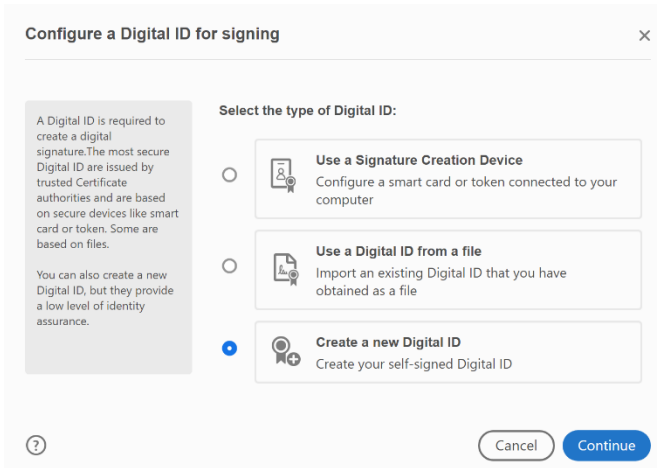 Configure a Digital ID for signing
A Digital ID is required to
create a digital
signature.The most secure
Digital ID are issued by
trusted Certificate
authorities and are based
on secure devices like smart
card or token. Some are
based on files.
You can also create a new
Digital ID, but they provide
a low level of identity
assurance.
Select the type of Digital ID:
Use a Signature Creation Device
Configure a smart card or token connected to your
computer
Use a Digital ID from a file
Import an existing Digital ID that you have
obtained as a file
Create a new Digital ID
Create your self-signed Digital ID
?
Cancel
Continue